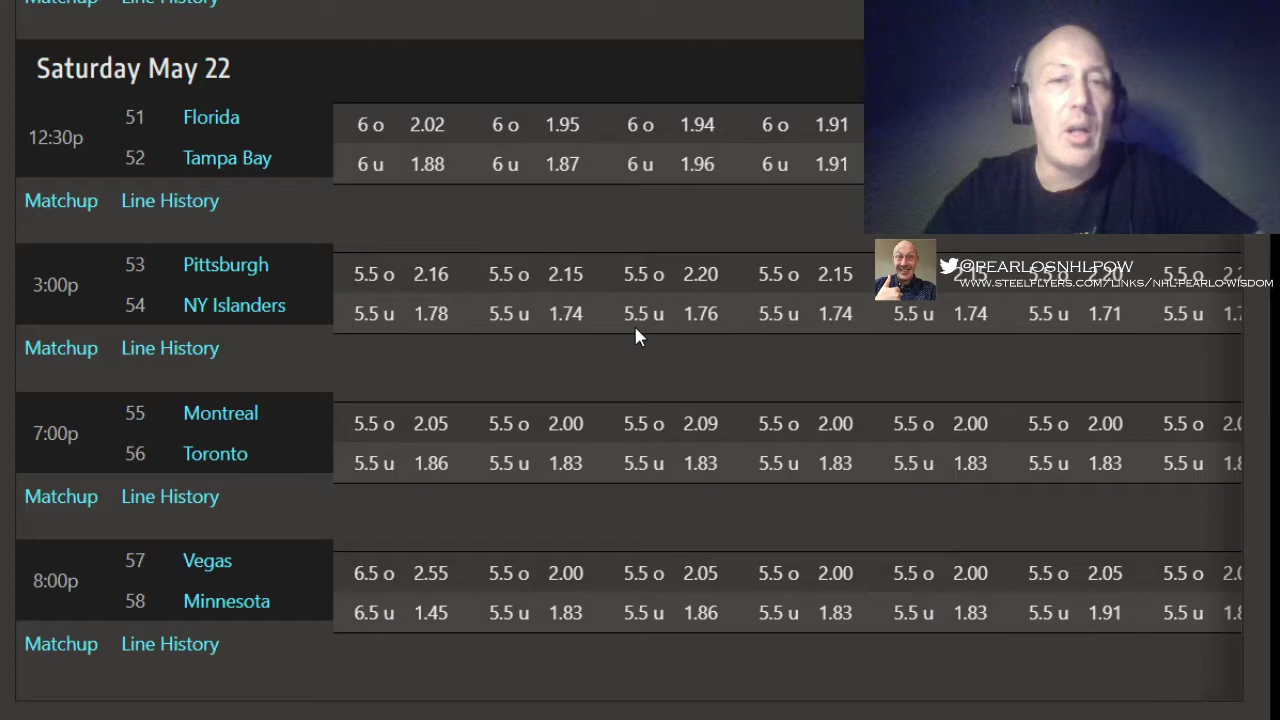 Matchup Line History
Saturday May 22
12:30p 51 Florida 6 o 2.02 6 o 1.95 6 o 1.94 6 o 1.91
52 Tampa Bay 6 u 1.88 6 u 1.87 6 u 1.96 6 u 1.91
Matchup Line History
@PEARLOSNHLPOW
WWW.STEELFLYERS.COM/LINKS/NHL-PEARLO-WISDOM
3:00p 53 Pittsburgh 5.5 o 2.16 5.5 o 2.15 5.5 o 2.20 5.5 o 2.15 2.15 5.5 o 2.20 5.5 o
54 NY Islanders 5.5 u 1.78 5.5 u 1.74 5.5 u 1.76 5.5 u 1.74 5.5 u 1.74 5.5 u 1.71 5.5 u
Matchup Line History
7:00p 55 Montreal 5.5 o 2.05 5.5 o 2.00 5.5 o 2.09 5.5 o 2.00 5.5 o 2.00 5.5 o 2.00 5.5 o
56 Toronto 5.5 u 1.86 5.5 u 1.83 5.5 u 1.83 5.5 u 1.83 5.5 u 1.83 5.5 u 1.83 5.5 u
Matchup Line History
8:00p 57 Vegas 6.5 o 2.55 5.5 o 2.00 5.5 o 2.05 5.5 o 2.00 5.5 o 2.00 5.5 o 2.05 5.5 o
58 Minnesota 6.5 u 1.45 5.5 u 1.83 5.5 u 1.86 5.5 u 1.83 5.5 u 1.83 5.5 u 1.91 5.5 u
Matchup Line History